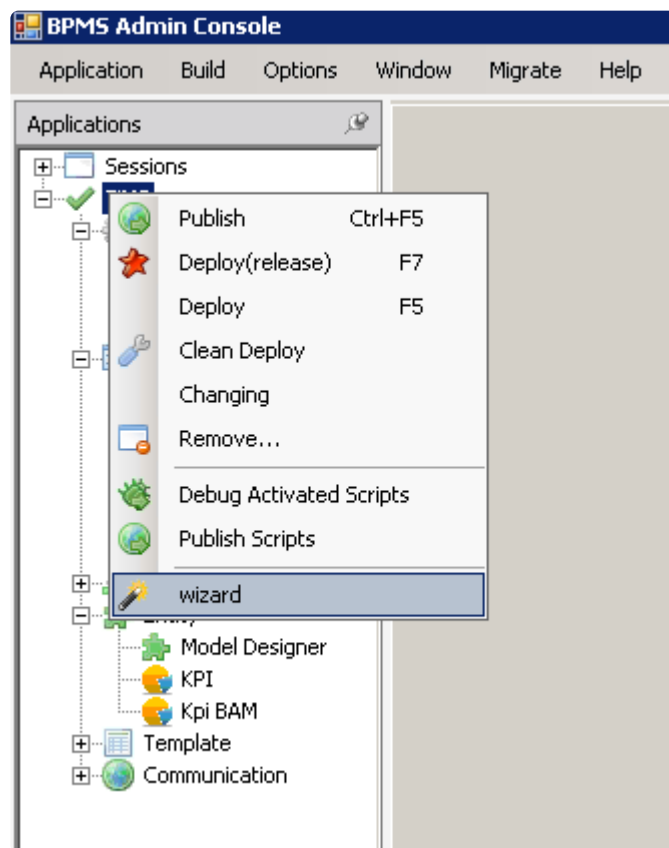 BPMS Admin Console
Application Build Options Window Migrate Help
Applications
Sessions
Publish Ctrl+F5
Deploy(release) F7
Deploy F5
Clean Deploy
Changing
Remove...
Debug Activated Scripts
Publish Scripts
wizard
Model Designer
KPI
Kpi BAM
Template
Communication